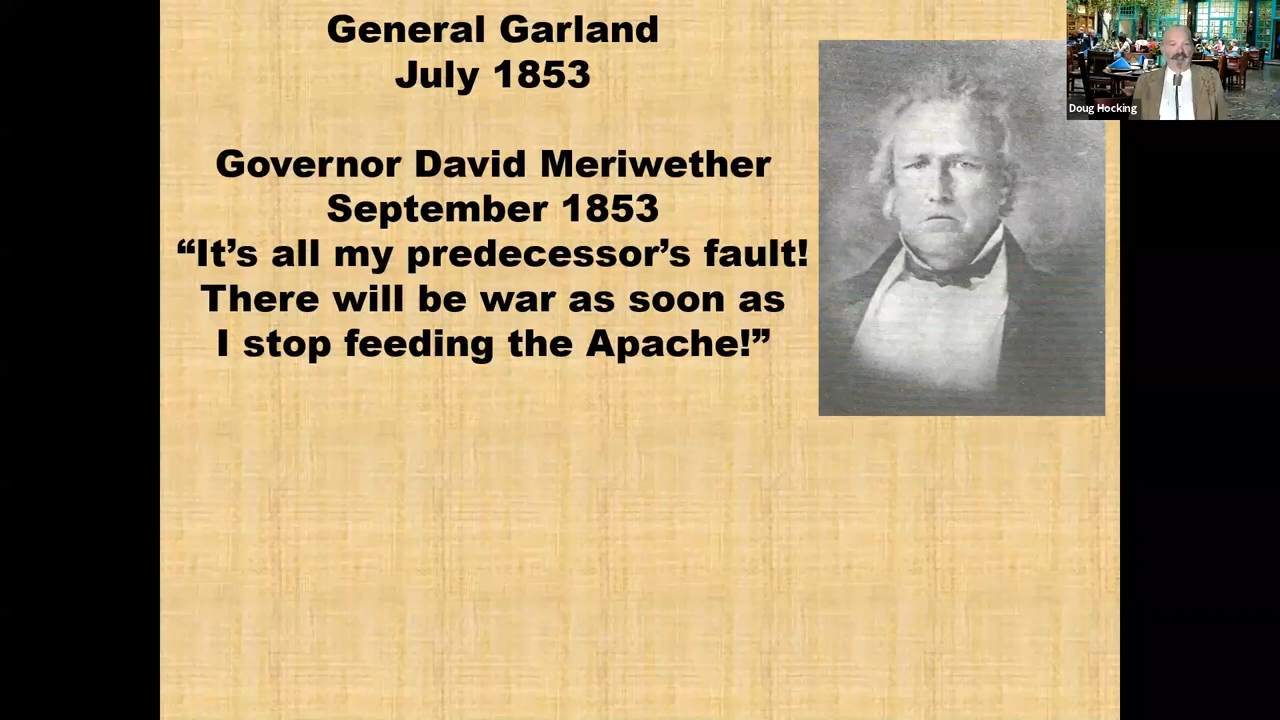 General Garland
July 1853
Governor David Meriwether
September 1853
“It’s all my predecessor’s fault!
There will be war as soon as
I stop feeding the Apache!”
Doug Hocking